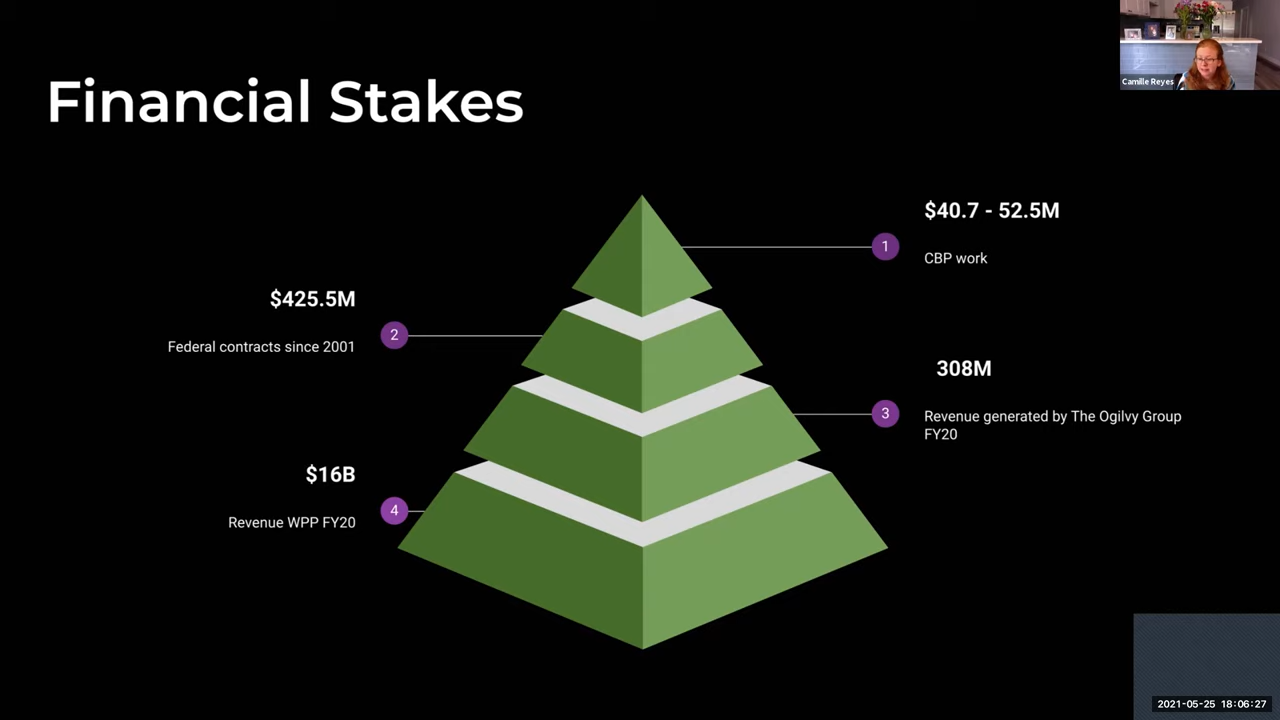 Financial Stakes
Camille Reyes
$40.7 - 52.5M
1
CBP work
$425.5M
2
Federal contracts since 2001
308M
3
Revenue generated by The Ogilvy Group
FY20
$16B
4
Revenue WPP FY20
2021-05-25 18:06:27